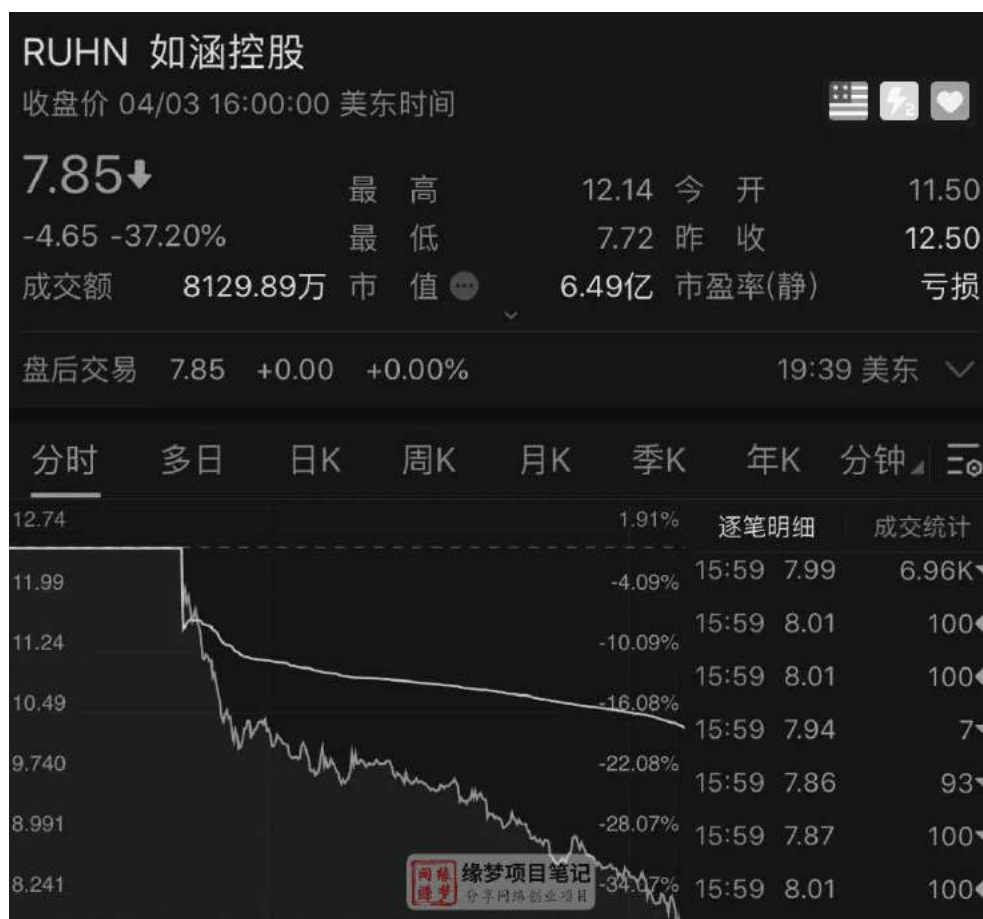 RUHN 如涵控股
收盘价 04/03 16:00:00 美东时间
7.85
最高 12.14 今开 11.50
-4.65 -37.20% 最低 7.72 昨收 12.50
成交额 8129.89万 市值 6.49亿 市盈率(静) 亏损
盘后交易 7.85 +0.00 +0.00% 19:39 美东
分时 多日 日K 周K 月K 季K 年K 分钟
12.74 1.91% 逐笔明细 成交统计
11.99 -4.09% 15:59 7.99 6.96K
15:59 8.01 100
11.24 -10.09%
15:59 8.01 100
10.49 -16.08%
15:59 7.94 7
9.740 -22.08%
15:59 7.86 93
8.991 -28.07% 15:59 7.87 100
8.241 -34.07% 15:59 8.01 100
缘梦项目笔记
分享网络创业项目